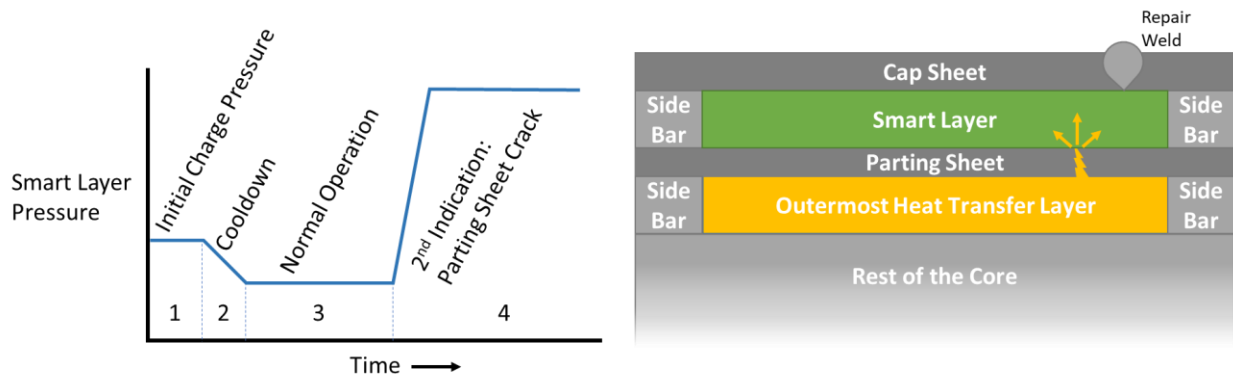 Smart Layer
Pressure
Initial Charge Pressure
Cooldown
Normal Operation
2nd Indication:
Parting Sheet Crack
1
2
3
4
Time
Repair
Weld
Cap Sheet
Side
Bar
Smart Layer
Side
Bar
Parting Sheet
Side
Bar
Outermost Heat Transfer Layer
Side
Bar
Rest of the Core